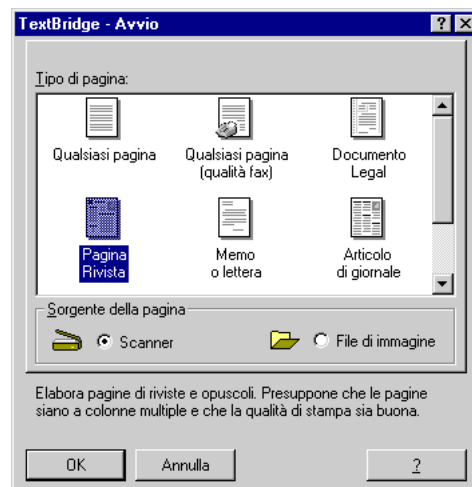 TextBridge - Avvio
Tipo di pagina:
Qualsiasi pagina
Qualsiasi pagina
(qualità fax)
Documento
Legal
Pagina
Rivista
Memo
o lettera
Articolo
di giornale
Sorgente della pagina
Scanner
File di immagine
Elabora pagine di riviste e opuscoli. Presuppone che le pagine
siano a colonne multiple e che la qualità di stampa sia buona.
OK
Annulla
?